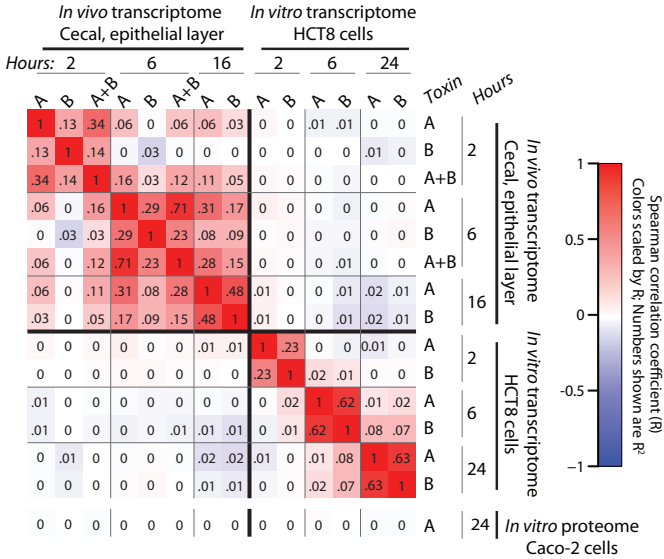 In vivo transcriptome
Cecal, epithelial layer
In vitro transcriptome
HCT8 cells
Hours: 2 6 16 2 6 24
A B A+B A B A+B A B A B A B A B Toxin Hours
1 .13 .34 .06 0 .06 .06 .03 0 0 .01 .01 0 0 A
.13 1 .14 0 .03 0 0 0 0 0 0 0 .01 0 B 2
.34 .14 1 .16 .03 .12 .11 .05 0 0 0 0 0 0 A+B
.06 0 .16 1 .29 .71 .31 .17 0 0 0 0 0 0 A
0 .03 .03 .29 1 .23 .08 .09 0 0 0 0 0 0 B 6
.06 0 .12 .71 .23 1 .28 .15 0 0 0 .01 0 0 A+B
.06 0 .11 .31 .08 .28 1 .48 .01 0 0 .01 .02 .01 A
16
.03 0 .05 .17 .09 .15 .48 1 .01 0 0 .01 .02 .01 B
In vivo transcriptome
Cecal, epithelial layer
0 0 0 0 0 0 .01 .01 1 .23 0 0 .01 0 A
2
0 0 0 0 0 0 0 0 .23 1 .02 .01 0 0 B
.01 0 0 0 0 0 0 0 0 .02 1 .62 .01 .02 A
6
.01 0 0 0 0 .01 .01 .01 0 .01 .62 1 .08 .07 B
0 .01 0 0 0 0 .02 .02 .01 0 .01 .08 1 .63 A
24
0 0 0 0 0 0 .01 .01 0 0 .02 .07 .63 1 B
In vitro transcriptome
HCT8 cells
0 0 0 0 0 0 0 0 0 0 0 0 0 0 A 24 In vitro proteome
Caco-2 cells
1
0.5
0
−0.5
−1
Spearman correlation coefficient (R)
Colors scaled by R; Numbers shown are R²